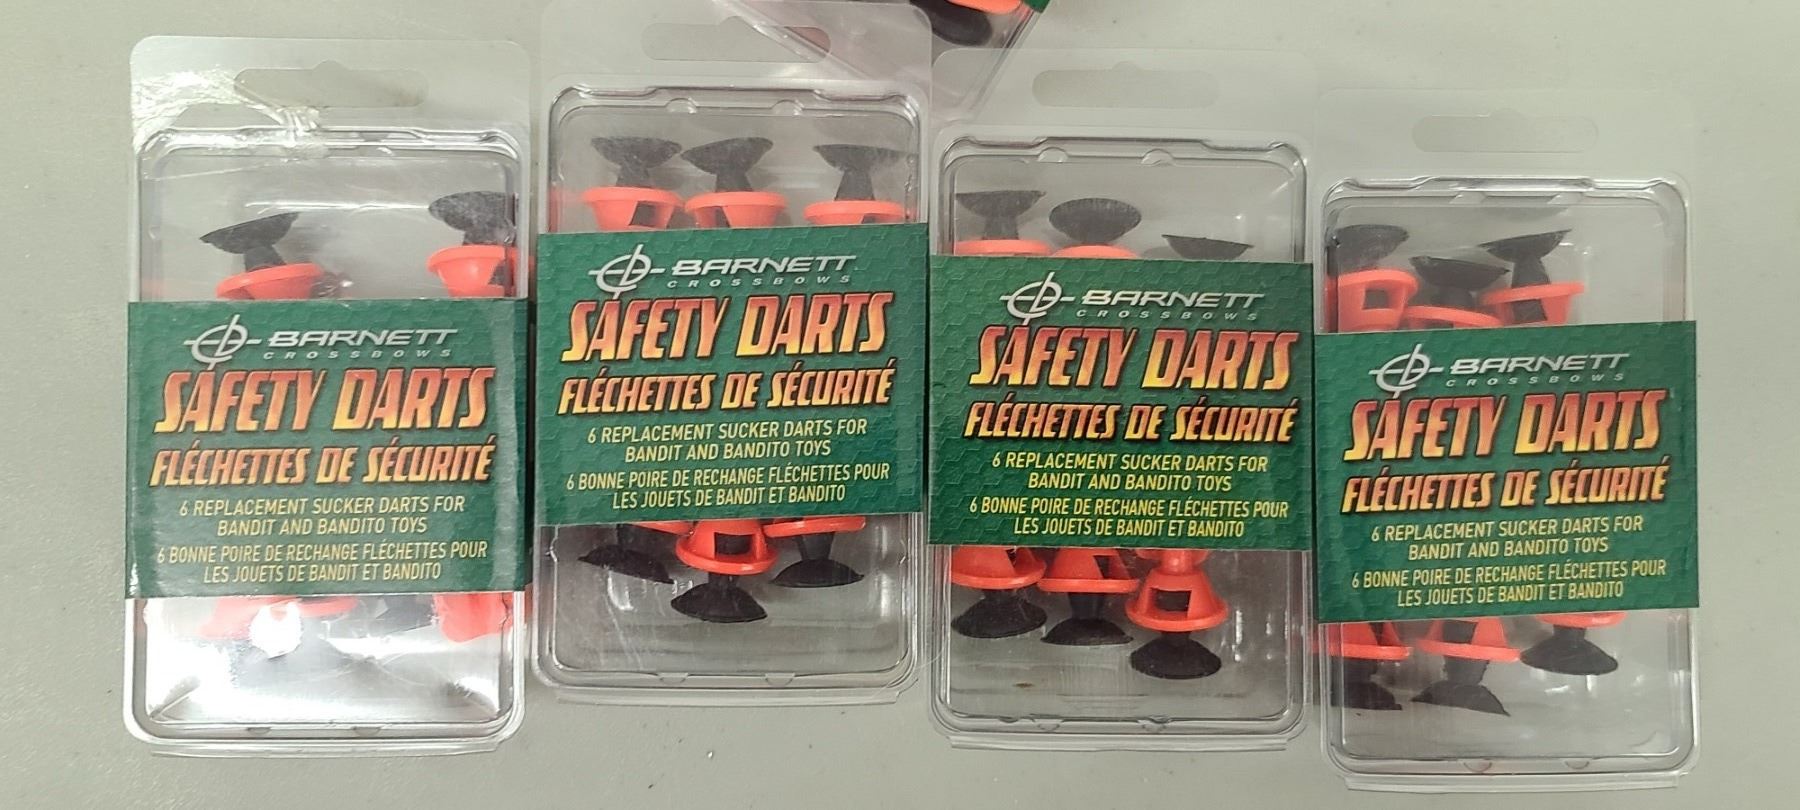 BARNETT
CROSSBOWS
SAFETY DARTS
FLÉCHETTES DE SÉCURITÉ
6 REPLACEMENT SUCKER DARTS FOR
BANDIT AND BANDITO TOYS
6 BONNE POIRE DE RECHANGE FLÉCHETTES POUR
LES JOUETS DE BANDIT ET BANDITO
BARNETT
CROSSBOWS
SAFETY DARTS
FLÉCHETTES DE SÉCURITÉ
6 REPLACEMENT SUCKER DARTS FOR
BANDIT AND BANDITO TOYS
6 BONNE POIRE DE RECHANGE FLÉCHETTES POUR
LES JOUETS DE BANDIT ET BANDITO
BARNETT
CROSSBOWS
SAFETY DARTS
FLÉCHETTES DE SÉCURITÉ
6 REPLACEMENT SUCKER DARTS FOR
BANDIT AND BANDITO TOYS
6 BONNE POIRE DE RECHANGE FLÉCHETTES POUR
LES JOUETS DE BANDIT ET BANDITO
BARNETT
CROSSBOWS
SAFETY DARTS
FLÉCHETTES DE SÉCURITÉ
6 REPLACEMENT SUCKER DARTS FOR
BANDIT AND BANDITO TOYS
6 BONNE POIRE DE RECHANGE FLÉCHETTES POUR
LES JOUETS DE BANDIT ET BANDITO